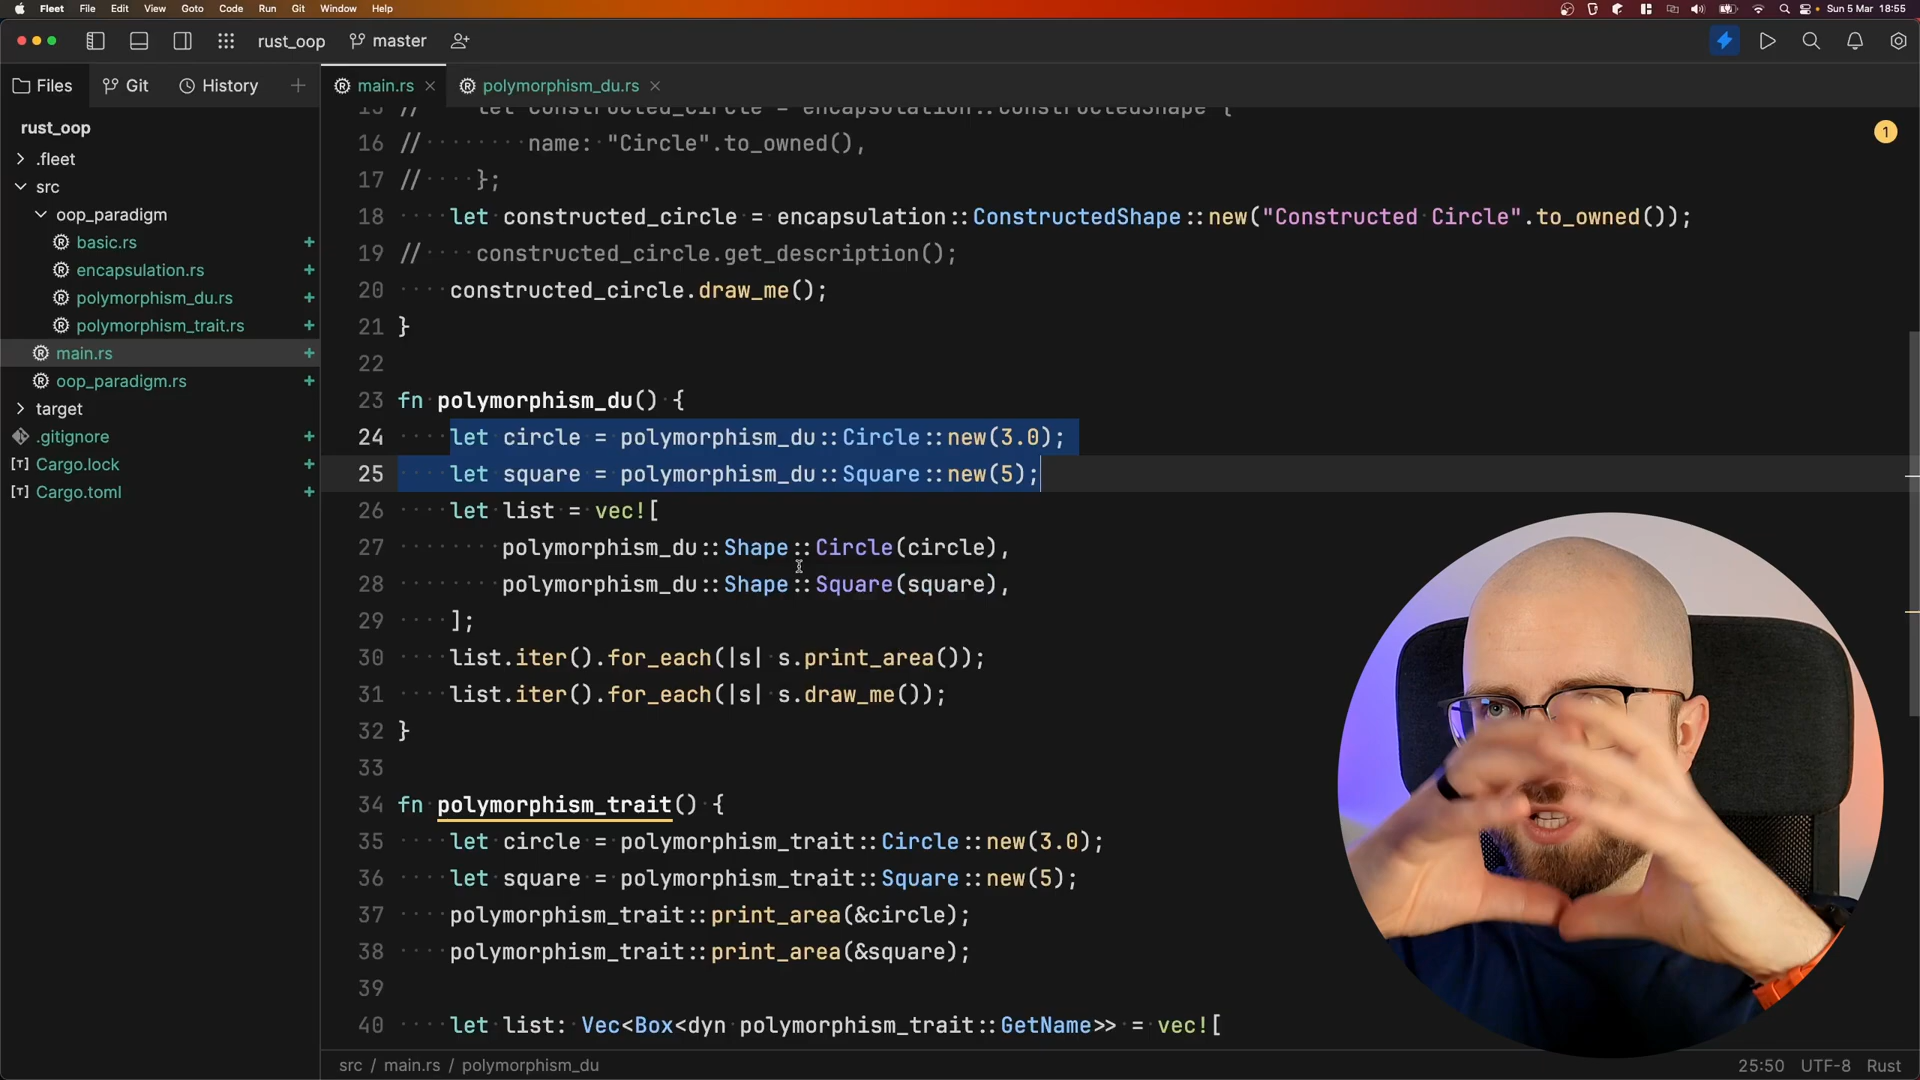 Fleet File Edit View Goto Code Run Git Window Help Sun 5 Mar 18:55
rust_oop master
Files Git History
main.rs polymorphism_du.rs
rust_oop
.fleet
src
oop_paradigm
basic.rs
encapsulation.rs
polymorphism_du.rs
polymorphism_trait.rs
main.rs
oop_paradigm.rs
target
.gitignore
Cargo.lock
Cargo.toml
1
15 // let constructed_circle = encapsulation::ConstructedShape {
16 // name: "Circle".to_owned(),
17 // };
18 let constructed_circle = encapsulation::ConstructedShape::new("Constructed Circle".to_owned());
19 // constructed_circle.get_description();
20 constructed_circle.draw_me();
21 }
22
23 fn polymorphism_du() {
24 let circle = polymorphism_du::Circle::new(3.0);
25 let square = polymorphism_du::Square::new(5);
26 let list = vec![
27 polymorphism_du::Shape::Circle(circle),
28 polymorphism_du::Shape::Square(square),
29 ];
30 list.iter().for_each(|s| s.print_area());
31 list.iter().for_each(|s| s.draw_me());
32 }
33
34 fn polymorphism_trait() {
35 let circle = polymorphism_trait::Circle::new(3.0);
36 let square = polymorphism_trait::Square::new(5);
37 polymorphism_trait::print_area(&circle);
38 polymorphism_trait::print_area(&square);
39
40 let list: Vec<Box<dyn polymorphism_trait::GetName>> = vec![
src / main.rs / polymorphism_du 25:50 UTF-8 Rust